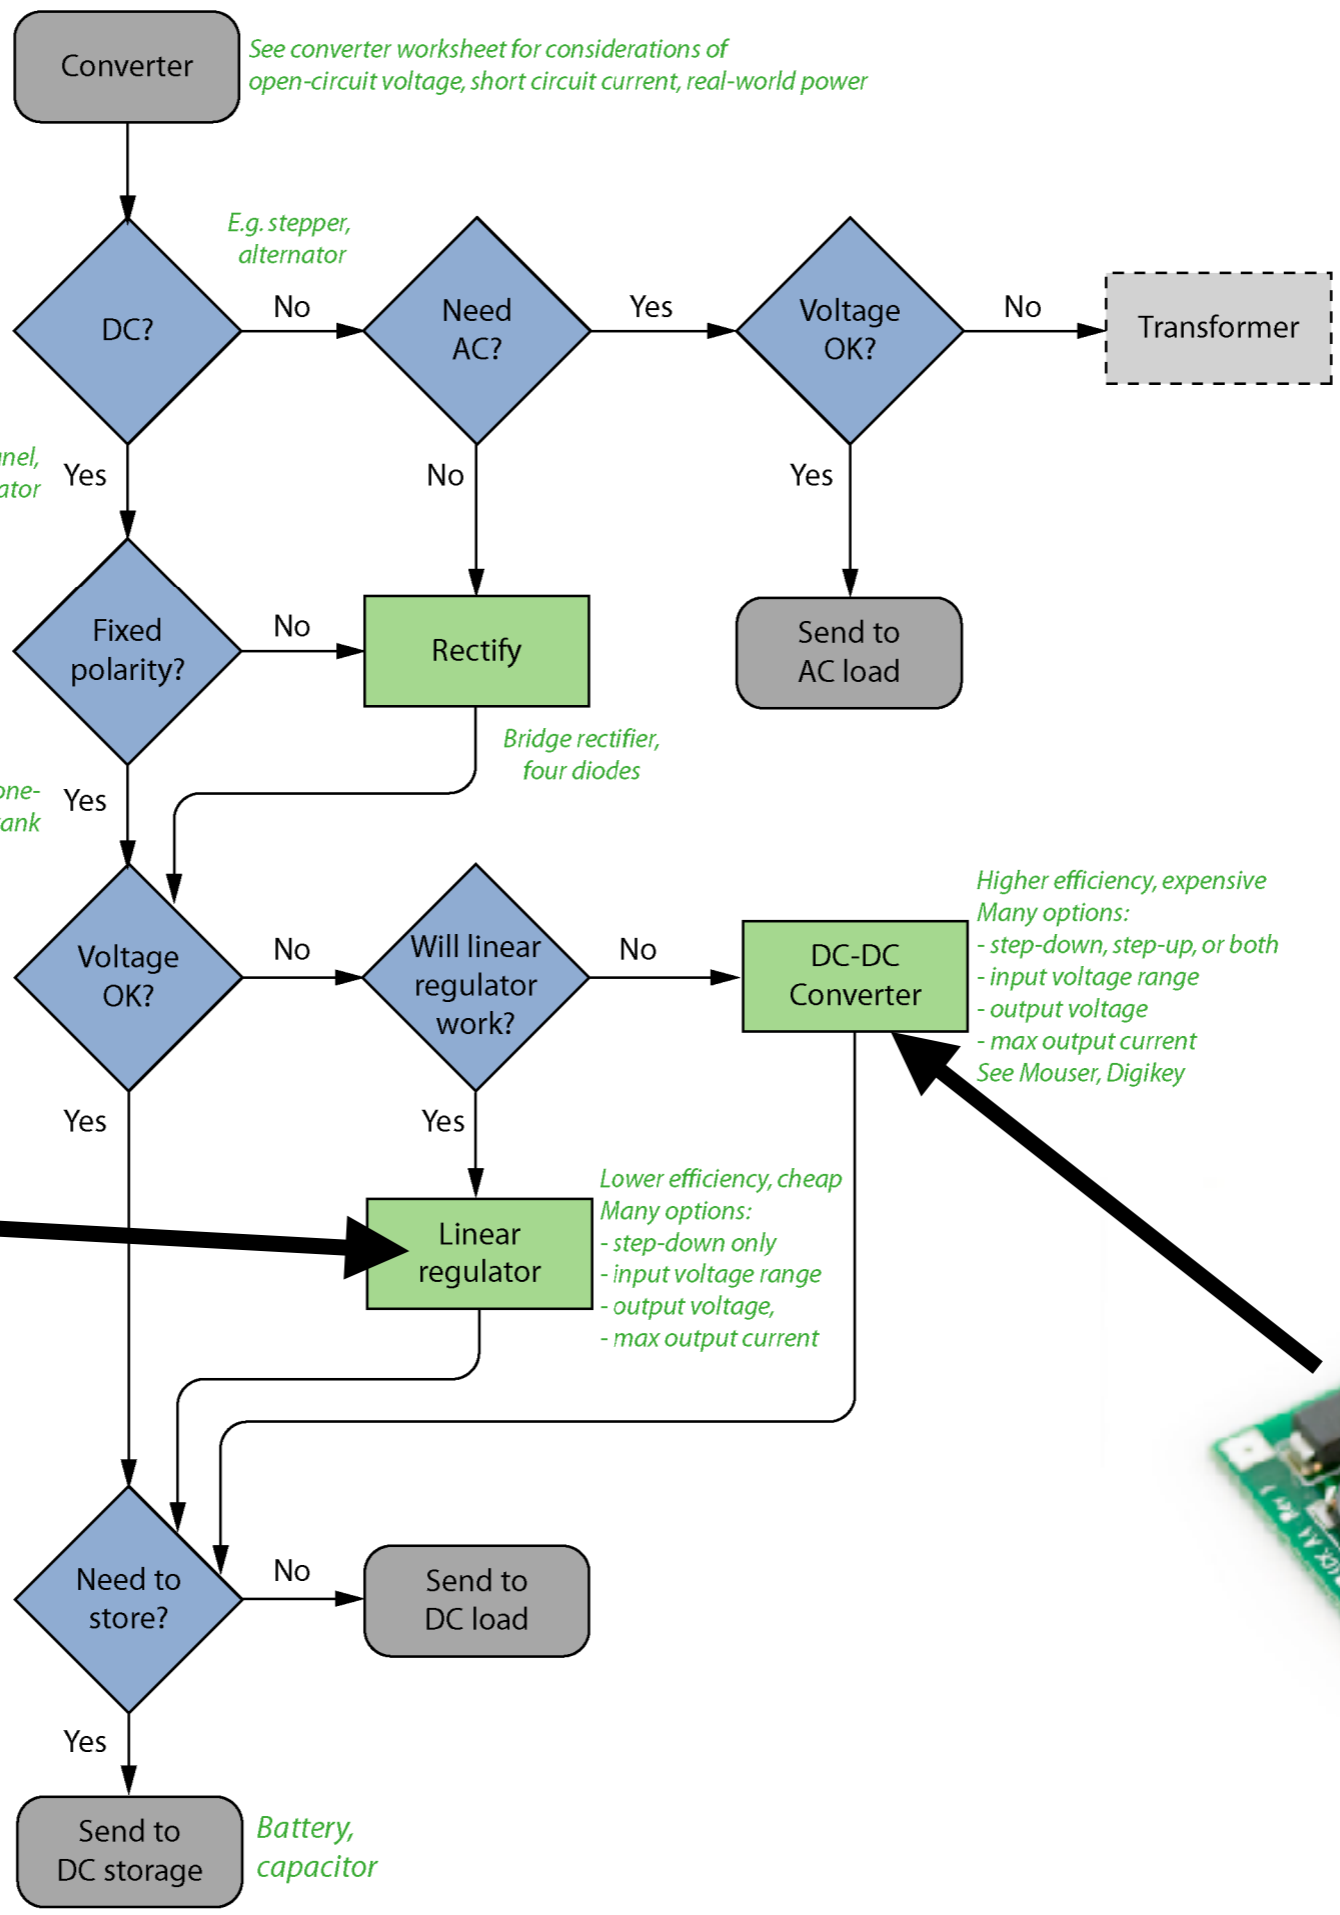 Converter
See converter worksheet for considerations of
open-circuit voltage, short circuit current, real-world power
E.g. stepper,
alternator
DC?
No
Need
AC?
Yes
Voltage
OK?
No
Transformer
Yes
No
Yes
Fixed
polarity?
No
Rectify
Send to
AC load
Bridge rectifier,
four diodes
Yes
Voltage
OK?
No
Will linear
regulator
work?
No
DC-DC
Converter
Higher efficiency, expensive
Many options:
- step-down, step-up, or both
- input voltage range
- output voltage
- max output current
See Mouser, Digikey
Yes
Yes
Linear
regulator
Lower efficiency, cheap
Many options:
- step-down only
- input voltage range
- output voltage,
- max output current
Need to
store?
No
Send to
DC load
Yes
Send to
DC storage
Battery,
capacitor